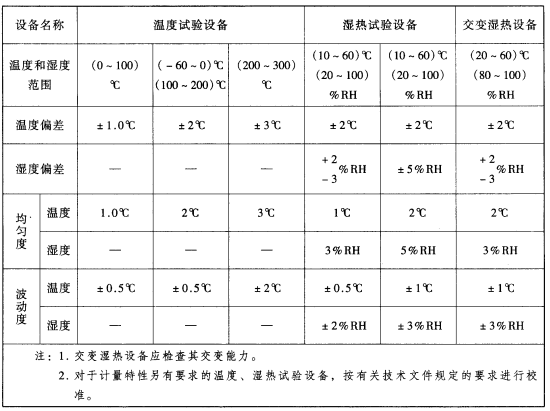 设备名称 温度试验设备 湿热试验设备 交变湿热设备
温度和湿度范围 (0~100)℃ (-60~0)℃ (100~200)℃ (200~300)℃ (10~60)℃ (20~100)%RH (10~60)℃ (20~100)%RH (20~60)℃ (80~100)%RH
温度偏差 ±1.0℃ ±2℃ ±3℃ ±2℃ ±2℃ ±2℃
湿度偏差 — — — +2 -3 %RH ±5%RH +2 -3 %RH
均匀度 温度 1.0℃ 2℃ 3℃ 1℃ 2℃ 2℃
湿度 — — — 3%RH 5%RH 3%RH
波动度 温度 ±0.5℃ ±0.5℃ ±2℃ ±0.5℃ ±1℃ ±1℃
湿度 — — — ±2%RH ±3%RH ±3%RH
注:1. 交变湿热设备应检查其交变能力。
2. 对于计量特性另有要求的温度、湿热试验设备,按有关技术文件规定的要求进行校
准。